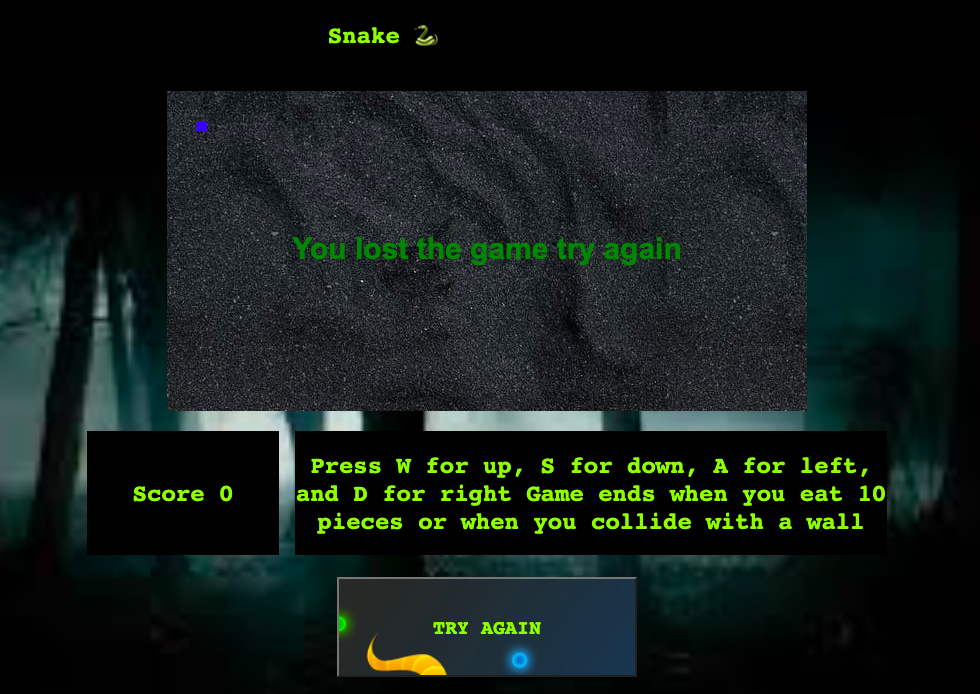 Snake 🐍
You lost the game try again
Score 0
Press W for up, S for down, A for left,
and D for right Game ends when you eat 10
pieces or when you collide with a wall
TRY AGAIN